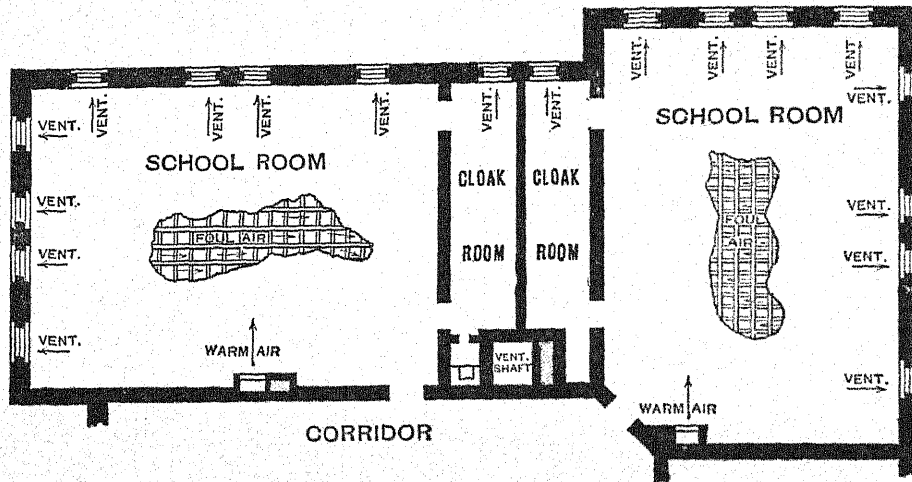 VENT.
VENT.
VENT.
VENT.
VENT.
VENT.
VENT.
VENT.
VENT.
VENT.
VENT.
VENT.
VENT.
VENT.
SCHOOL ROOM
FOUL AIR
WARM AIR
CLOAK
ROOM
CLOAK
ROOM
VENT.
SHAFT
SCHOOL ROOM
FOUL
AIR
VENT.
VENT.
VENT.
VENT.
WARM AIR
CORRIDOR